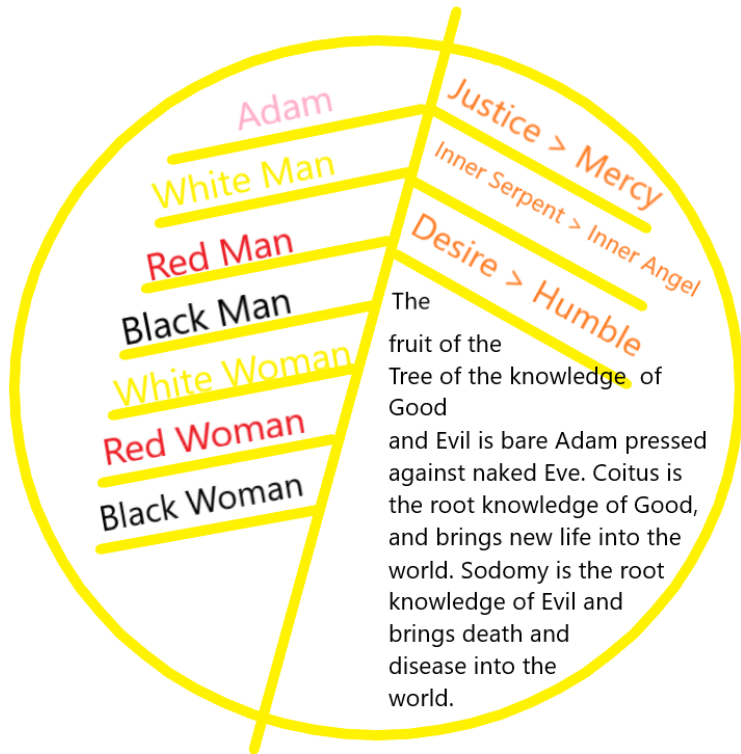 Adam
White Man
Red Man
Black Man
White Woman
Red Woman
Black Woman
Justice > Mercy
Inner Serpent > Inner Angel
Desire > Humble
The
fruit of the
Tree of the knowledge of
Good
and Evil is bare Adam pressed
against naked Eve. Coitus is
the root knowledge of Good,
and brings new life into the
world. Sodomy is the root
knowledge of Evil and
brings death and
disease into the
world.